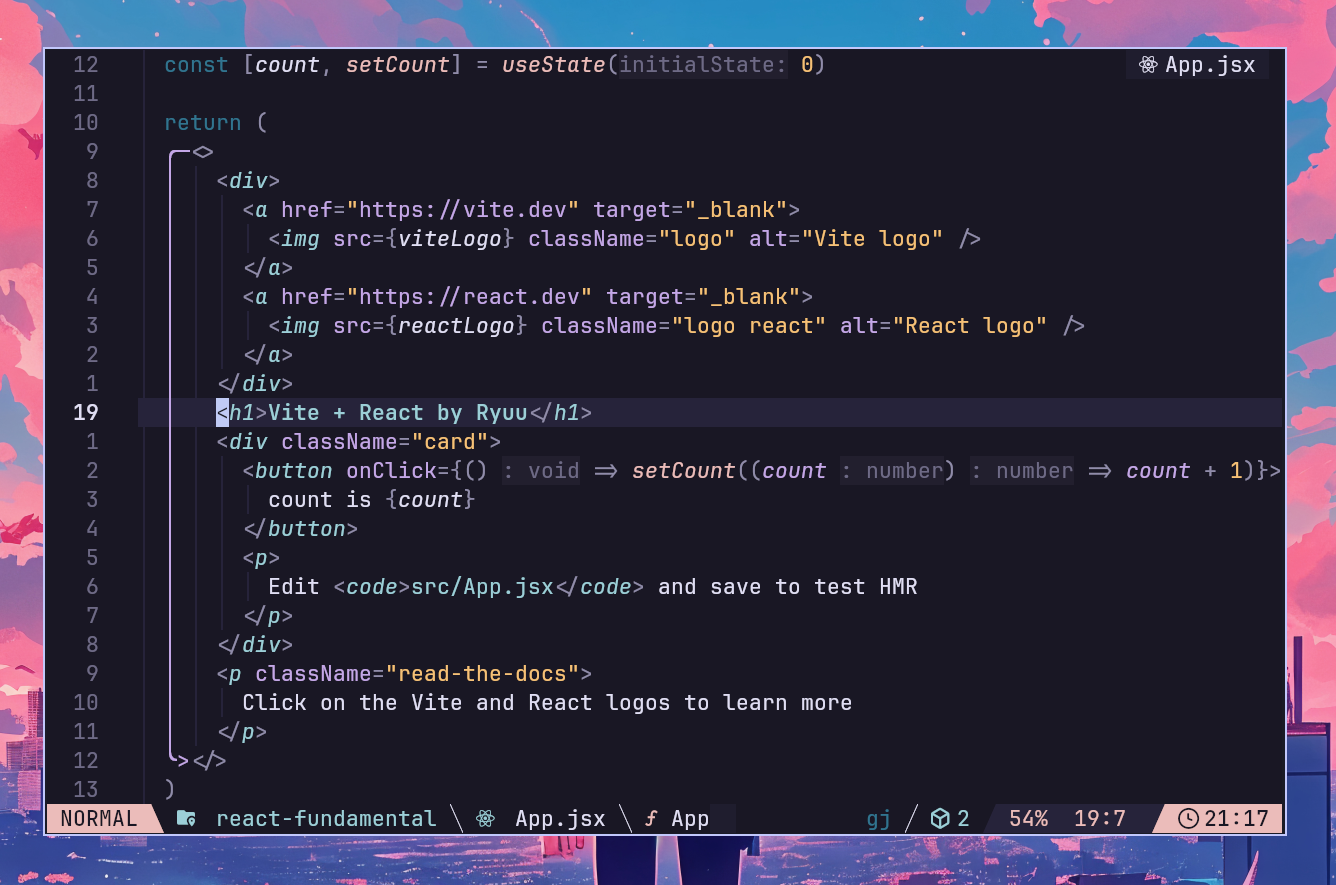 12 const [count, setCount] = useState(initialState: 0) App.jsx
11
10 return (
9 <>
8 <div>
7 <a href="https://vite.dev" target="_blank">
6 <img src={viteLogo} className="logo" alt="Vite logo" />
5 </a>
4 <a href="https://react.dev" target="_blank">
3 <img src={reactLogo} className="logo react" alt="React logo" />
2 </a>
1 </div>
19 <h1>Vite + React by Ryuu</h1>
1 <div className="card">
2 <button onClick={() : void => setCount((count : number) : number => count + 1)}>
3 count is {count}
4 </button>
5 <p>
6 Edit <code>src/App.jsx</code> and save to test HMR
7 </p>
8 </div>
9 <p className="read-the-docs">
10 Click on the Vite and React logos to learn more
11 </p>
12 </>
13 )
NORMAL react-fundamental App.jsx f App gj 2 54% 19:7 21:17